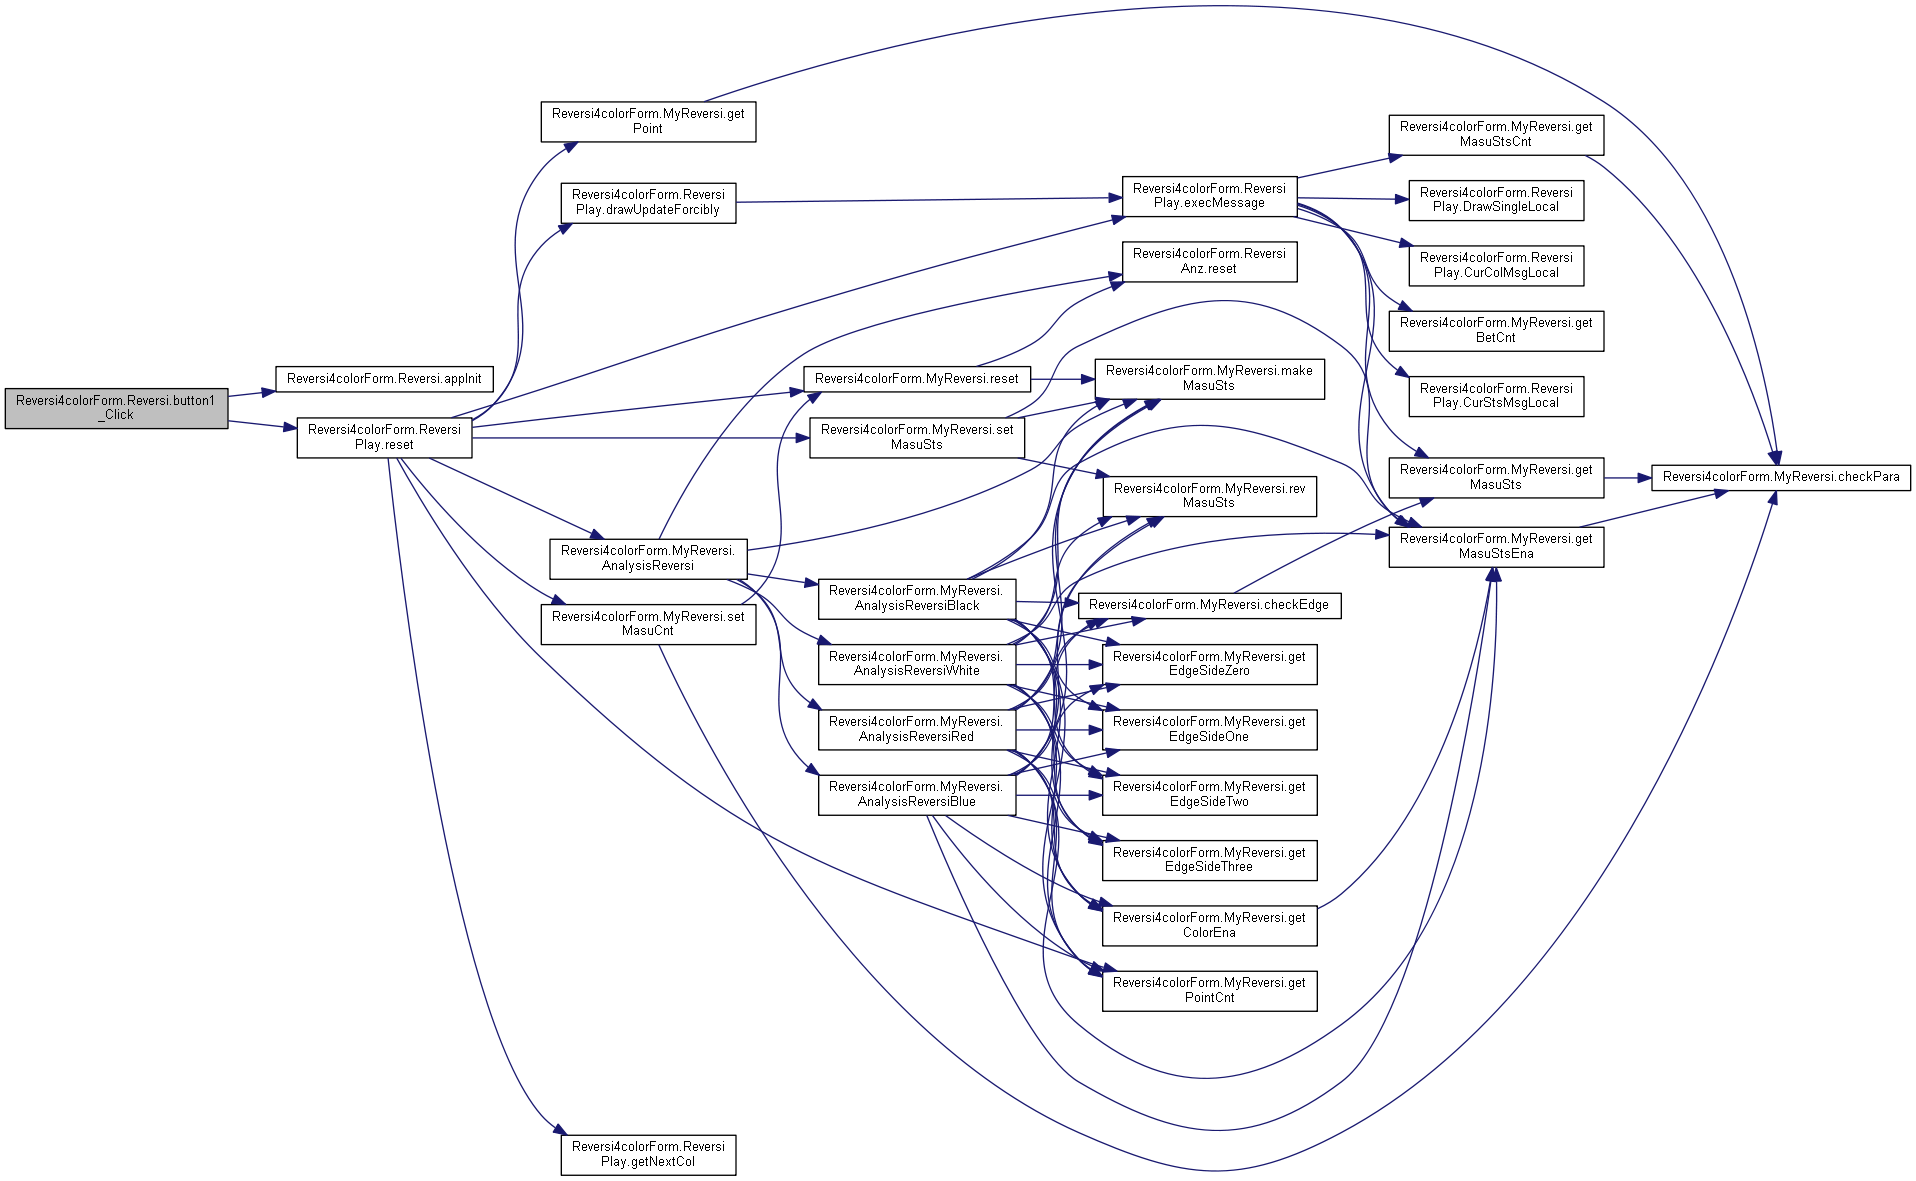 Reversi4colorForm.Reversi.button1
_Click
Reversi4colorForm.Reversi.appInit
Reversi4colorForm.Reversi
Play.reset
Reversi4colorForm.MyReversi.get
Point
Reversi4colorForm.Reversi
Play.drawUpdateForcibly
Reversi4colorForm.MyReversi.
AnalysisReversi
Reversi4colorForm.MyReversi.set
MasuCnt
Reversi4colorForm.Reversi
Play.getNextCol
Reversi4colorForm.MyReversi.reset
Reversi4colorForm.MyReversi.set
MasuSts
Reversi4colorForm.MyReversi.
AnalysisReversiBlack
Reversi4colorForm.MyReversi.
AnalysisReversiWhite
Reversi4colorForm.MyReversi.
AnalysisReversiRed
Reversi4colorForm.MyReversi.
AnalysisReversiBlue
Reversi4colorForm.Reversi
Play.execMessage
Reversi4colorForm.Reversi
Anz.reset
Reversi4colorForm.MyReversi.make
MasuSts
Reversi4colorForm.MyReversi.rev
MasuSts
Reversi4colorForm.MyReversi.checkEdge
Reversi4colorForm.MyReversi.get
EdgeSideZero
Reversi4colorForm.MyReversi.get
EdgeSideOne
Reversi4colorForm.MyReversi.get
EdgeSideTwo
Reversi4colorForm.MyReversi.get
EdgeSideThree
Reversi4colorForm.MyReversi.get
ColorEna
Reversi4colorForm.MyReversi.get
PointCnt
Reversi4colorForm.MyReversi.get
MasuStsCnt
Reversi4colorForm.Reversi
Play.DrawSingleLocal
Reversi4colorForm.Reversi
Play.CurColMsgLocal
Reversi4colorForm.MyReversi.get
BetCnt
Reversi4colorForm.Reversi
Play.CurStsMsgLocal
Reversi4colorForm.MyReversi.get
MasuSts
Reversi4colorForm.MyReversi.get
MasuStsEna
Reversi4colorForm.MyReversi.checkPara